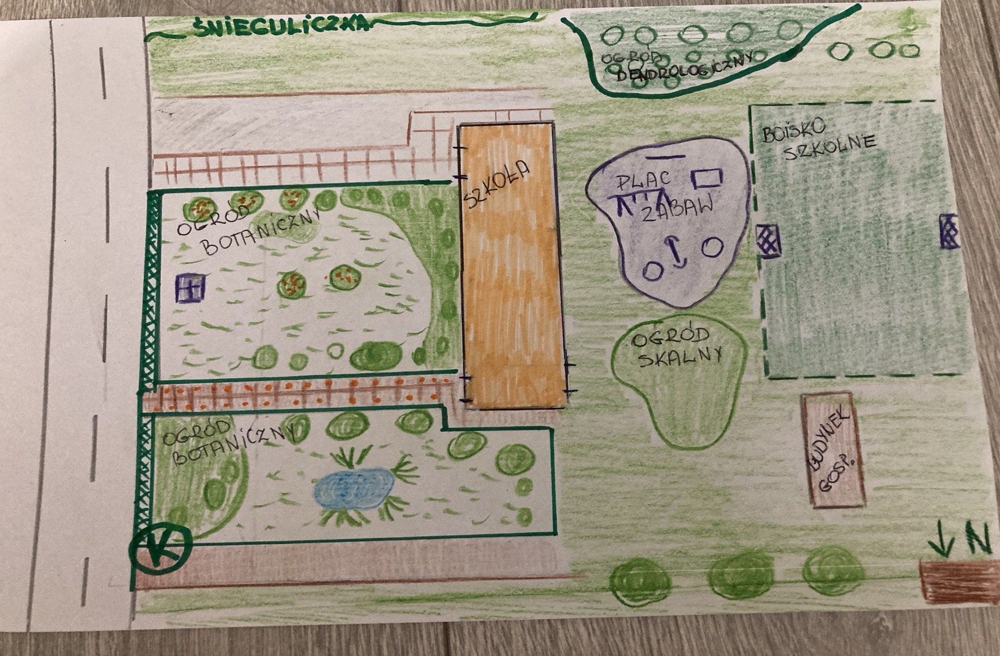 ŚNIEGULiCZKA
OGRÓD
DENDROLOGiCZNY
BOiSKO
SZKOLNE
PLAC
ZABAW
SZKOŁA
OGRÓD
BOTANiCZNY
OGRÓD
SKALNY
OGRÓD
BOTANiCZNY
BUDYNEK
GOSP.
K
N